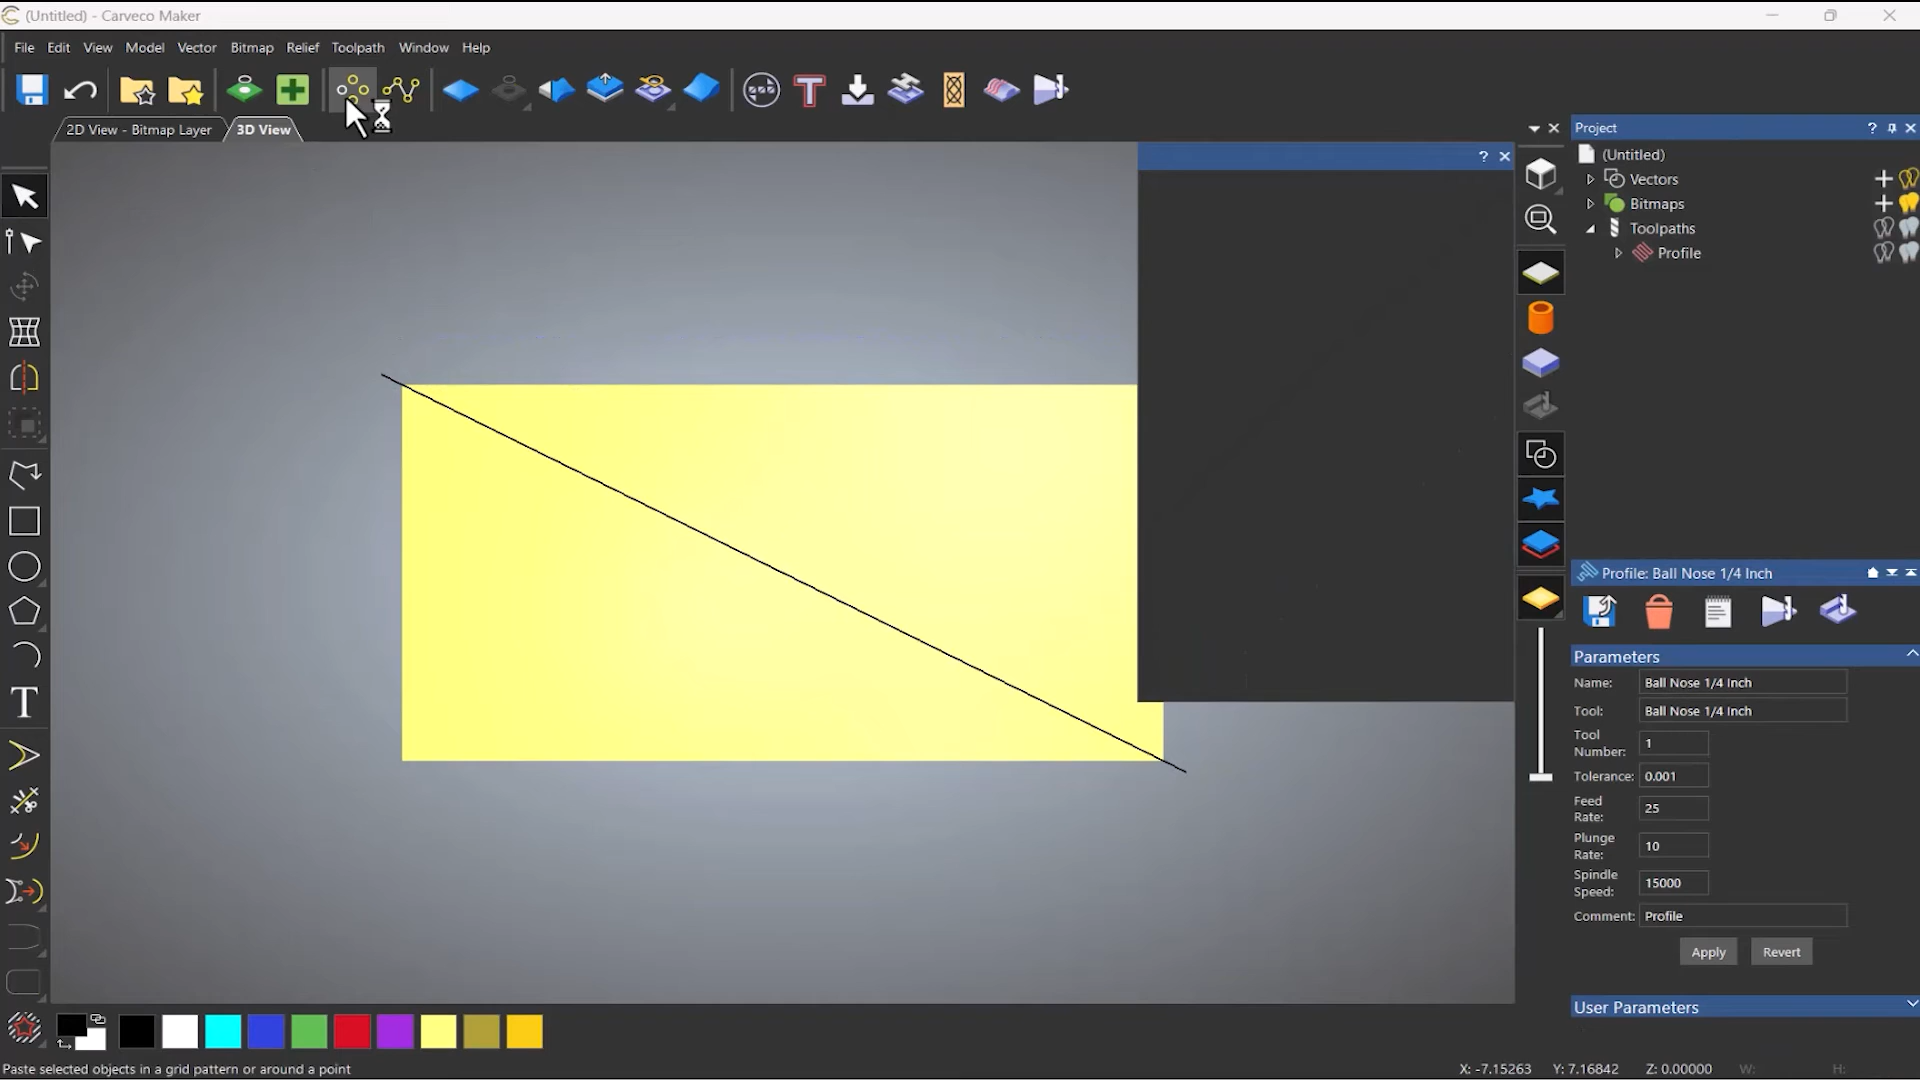 (Untitled) - Carveco Maker
File Edit View Model Vector Bitmap Relief Toolpath Window Help
2D View - Bitmap Layer 3D View
Project ?
(Untitled)
Vectors
Bitmaps
Toolpaths
Profile
?
Profile: Ball Nose 1/4 Inch
Parameters
Name: Ball Nose 1/4 Inch
Tool: Ball Nose 1/4 Inch
Tool
Number: 1
Tolerance: 0.001
Feed
Rate: 25
Plunge
Rate: 10
Spindle
Speed: 15000
Comment: Profile
Apply Revert
User Parameters
Paste selected objects in a grid pattern or around a point
X: -7.15263 Y: 7.16842 Z: 0.00000 W: H: